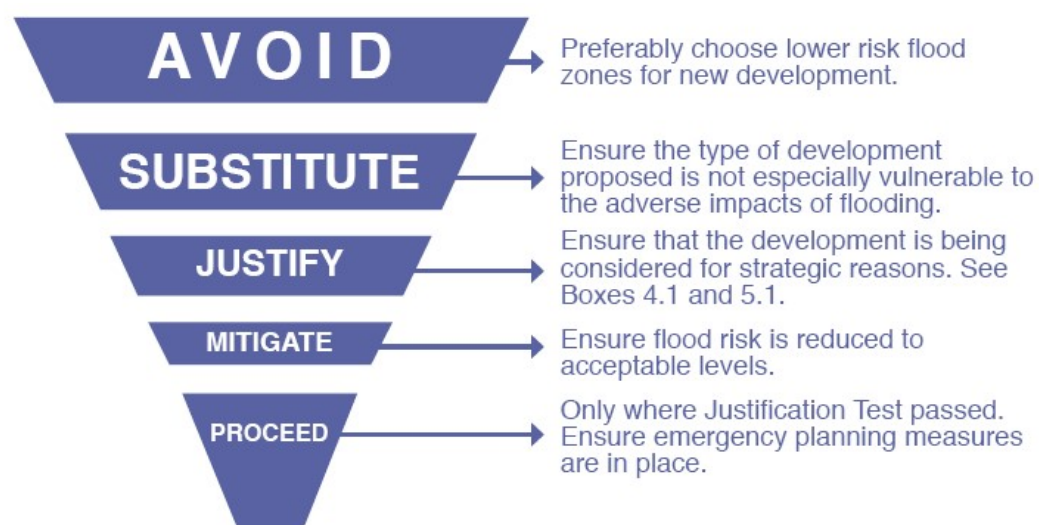 AVOID
Preferably choose lower risk flood
zones for new development.
SUBSTITUTE
Ensure the type of development
proposed is not especially vulnerable to
the adverse impacts of flooding.
JUSTIFY
Ensure that the development is being
considered for strategic reasons. See
Boxes 4.1 and 5.1.
MITIGATE
Ensure flood risk is reduced to
acceptable levels.
PROCEED
Only where Justification Test passed.
Ensure emergency planning measures
are in place.